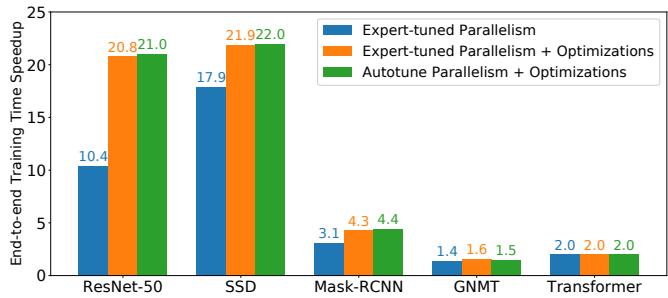 End-to-end Training Time Speedup
25
20
15
10
5
0
Expert-tuned Parallelism
Expert-tuned Parallelism + Optimizations
Autotune Parallelism + Optimizations
10.4
20.8
21.0
17.9
21.9
22.0
3.1
4.3
4.4
1.4
1.6
1.5
2.0
2.0
2.0
ResNet-50
SSD
Mask-RCNN
GNMT
Transformer